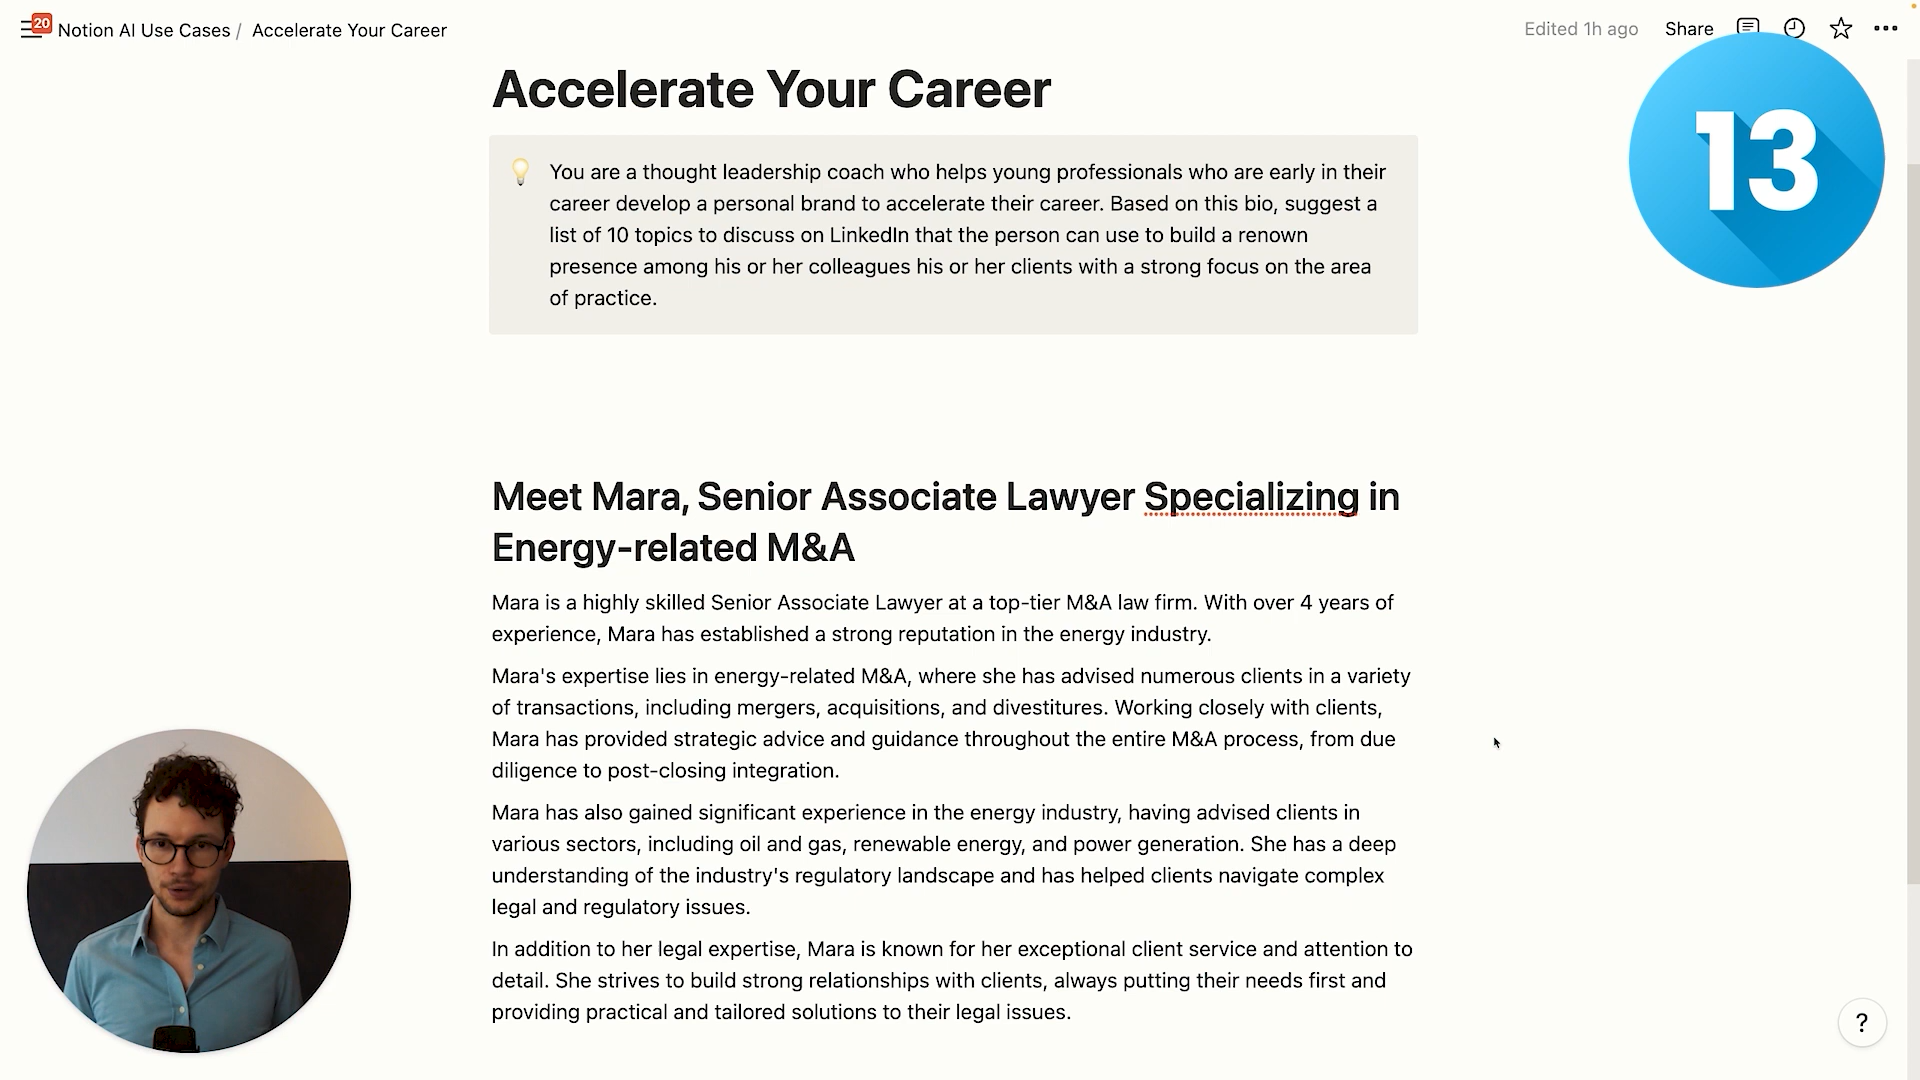 20
Notion AI Use Cases / Accelerate Your Career
Edited 1h ago
Share
Accelerate Your Career
13
You are a thought leadership coach who helps young professionals who are early in their
career develop a personal brand to accelerate their career. Based on this bio, suggest a
list of 10 topics to discuss on LinkedIn that the person can use to build a renown
presence among his or her colleagues his or her clients with a strong focus on the area
of practice.
Meet Mara, Senior Associate Lawyer Specializing in
Energy-related M&A
Mara is a highly skilled Senior Associate Lawyer at a top-tier M&A law firm. With over 4 years of
experience, Mara has established a strong reputation in the energy industry.
Mara's expertise lies in energy-related M&A, where she has advised numerous clients in a variety
of transactions, including mergers, acquisitions, and divestitures. Working closely with clients,
Mara has provided strategic advice and guidance throughout the entire M&A process, from due
diligence to post-closing integration.
Mara has also gained significant experience in the energy industry, having advised clients in
various sectors, including oil and gas, renewable energy, and power generation. She has a deep
understanding of the industry's regulatory landscape and has helped clients navigate complex
legal and regulatory issues.
In addition to her legal expertise, Mara is known for her exceptional client service and attention to
detail. She strives to build strong relationships with clients, always putting their needs first and
providing practical and tailored solutions to their legal issues.
?